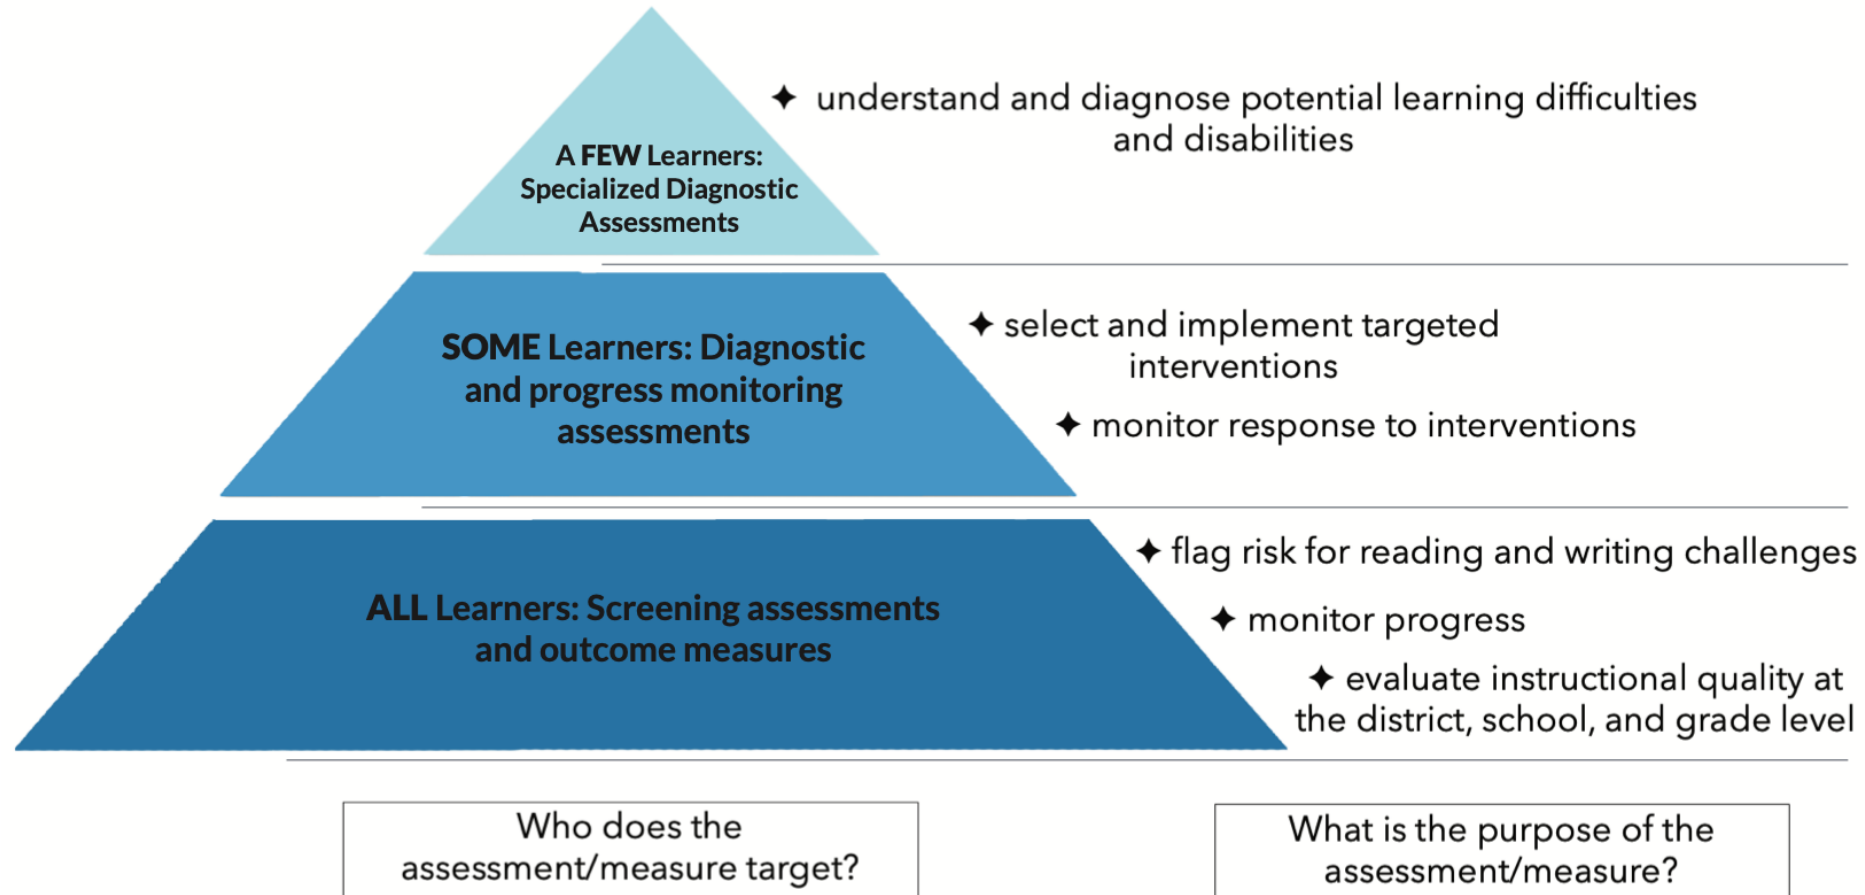 ✦ understand and diagnose potential learning difficulties
and disabilities
A FEW Learners:
Specialized Diagnostic
Assessments
SOME Learners: Diagnostic
and progress monitoring
assessments
✦ select and implement targeted
interventions
✦ monitor response to interventions
ALL Learners: Screening assessments
and outcome measures
✦ flag risk for reading and writing challenges
✦ monitor progress
✦ evaluate instructional quality at
the district, school, and grade level
Who does the
assessment/measure target?
What is the purpose of the
assessment/measure?